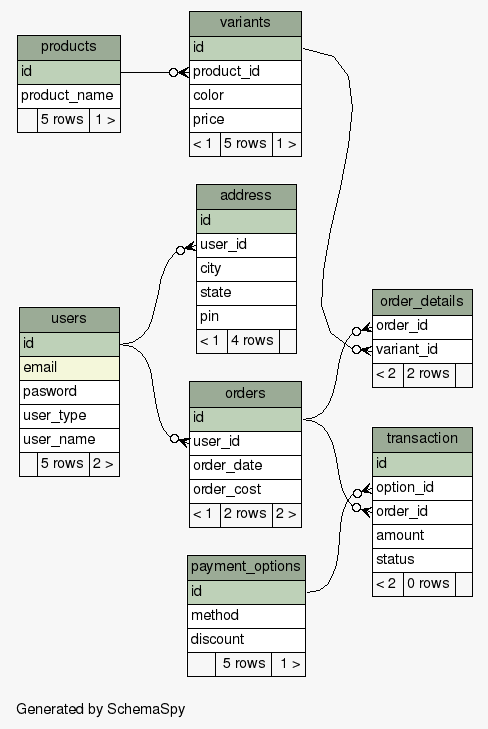 products
id
product_name
5 rows 1 >
variants
id
product_id
color
price
< 1 5 rows 1 >
address
id
user_id
city
state
pin
< 1 4 rows
users
id
email
pasword
user_type
user_name
5 rows 2 >
orders
id
user_id
order_date
order_cost
< 1 2 rows 2 >
order_details
order_id
variant_id
< 2 2 rows
transaction
id
option_id
order_id
amount
status
< 2 0 rows
payment_options
id
method
discount
5 rows 1 >
Generated by SchemaSpy